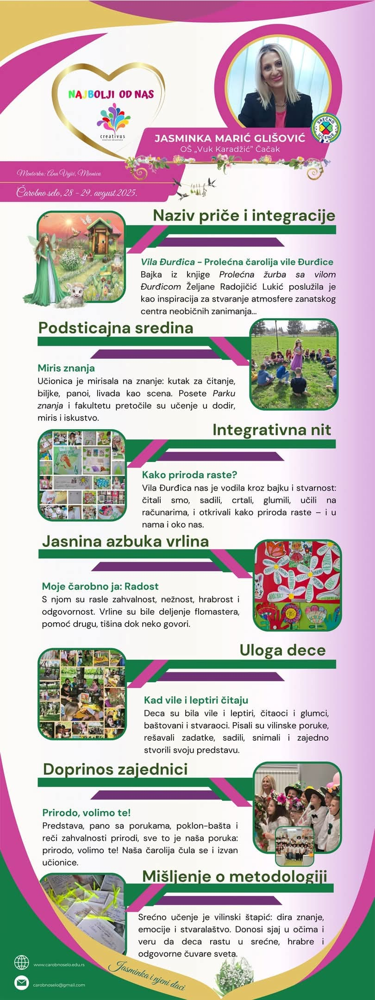 NAJBOLJI OD NAS
creativus
SREĆNO
UČENJE
JASMINKA MARIĆ GLIŠOVIĆ
OŠ „Vuk Karadžić” Čačak
Mentorka: Ana Vujić, Mionica
Čarobno selo, 28 - 29. avgust 2025.
Naziv priče i integracije
Vila Đurđica - Prolećna čarolija vile Đurđice
Bajka iz knjige Prolećna žurba sa vilom
Đurđicom Željane Radojičić Lukić poslužila je
kao inspiracija za stvaranje atmosfere zanatskog
centra neobičnih zanimanja...
Podsticajna sredina
Miris znanja
Učionica je mirisala na znanje: kutak za čitanje,
biljke, panoi, livada kao scena. Posete Parku
znanja i fakultetu pretočile su učenje u dodir,
miris i iskustvo.
Integrativna nit
Kako priroda raste?
Vila Đurđica nas je vodila kroz bajku i stvarnost:
čitali smo, sadili, crtali, glumili, učili na
računarima, i otkrivali kako priroda raste – i u
nama i oko nas.
Jasnina azbuka vrlina
Moje čarobno ja: Radost
S njom su rasle zahvalnost, nežnost, hrabrost i
odgovornost. Vrline su bile deljenje flomastera,
pomoć drugu, tišina dok neko govori.
Uloga dece
Kad vile i leptiri čitaju
Deca su bila vile i leptiri, čitaoci i glumci,
baštovani i stvaraoci. Pisali su vilinske poruke,
rešavali zadatke, sadili, snimali i zajedno
stvorili svoju predstavu.
Doprinos zajednici
Prirodo, volimo te!
Predstava, pano sa porukama, poklon-bašta i
reči zahvalnosti prirodi, sve to je naša poruka:
prirodo, volimo te! Naša čarolija čula se i izvan
učionice.
Mišljenje o metodologiji
Srećno učenje je vilinski štapić: dira znanje,
emocije i stvaralaštvo. Donosi sjaj u očima i
veru da deca rastu u srećne, hrabre i
odgovorne čuvare sveta.
www.carobnoselo.edu.rs
carobnoselo@gmail.com
Jasminka i njeni đaci